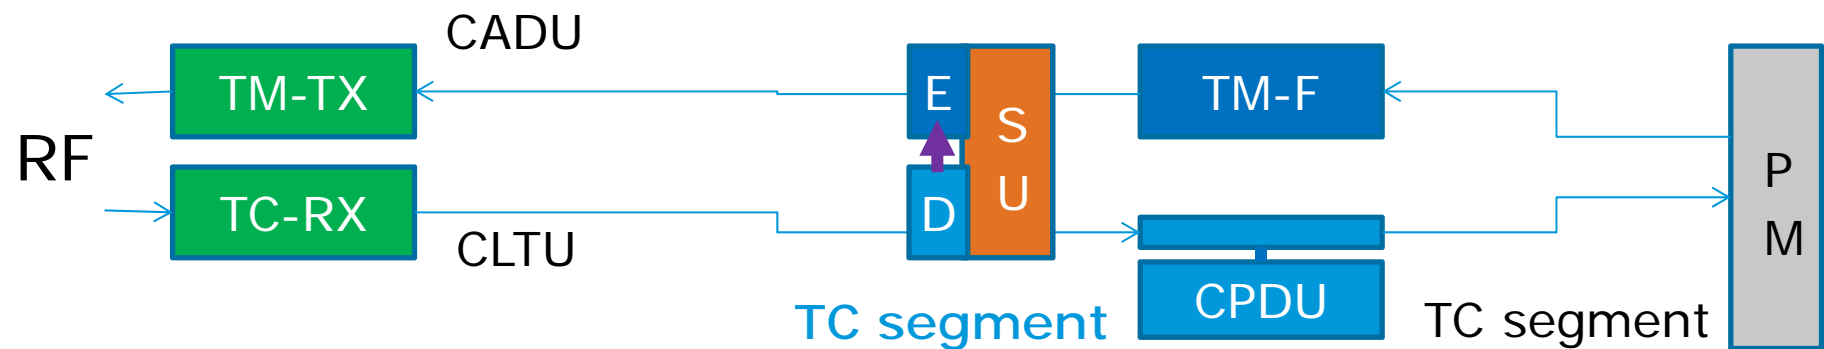 CADU
TM-TX
E
S
U
TM-F
RF
P
M
TC-RX
D
CLTU
CPDU
TC segment
TC segment